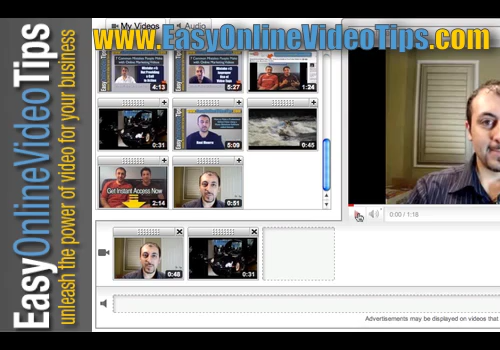 www.EasyOnlineVideoTips.com
EasyOnlineVideoTips
unleash the power of video for your business
My Videos
Audio
4:13
5:27
1:24
0:31
5:09
0:45
Get Instant Access Now
2:14
0:51
0:00 / 1:18
0:48
0:31
Advertisements may be displayed on videos that